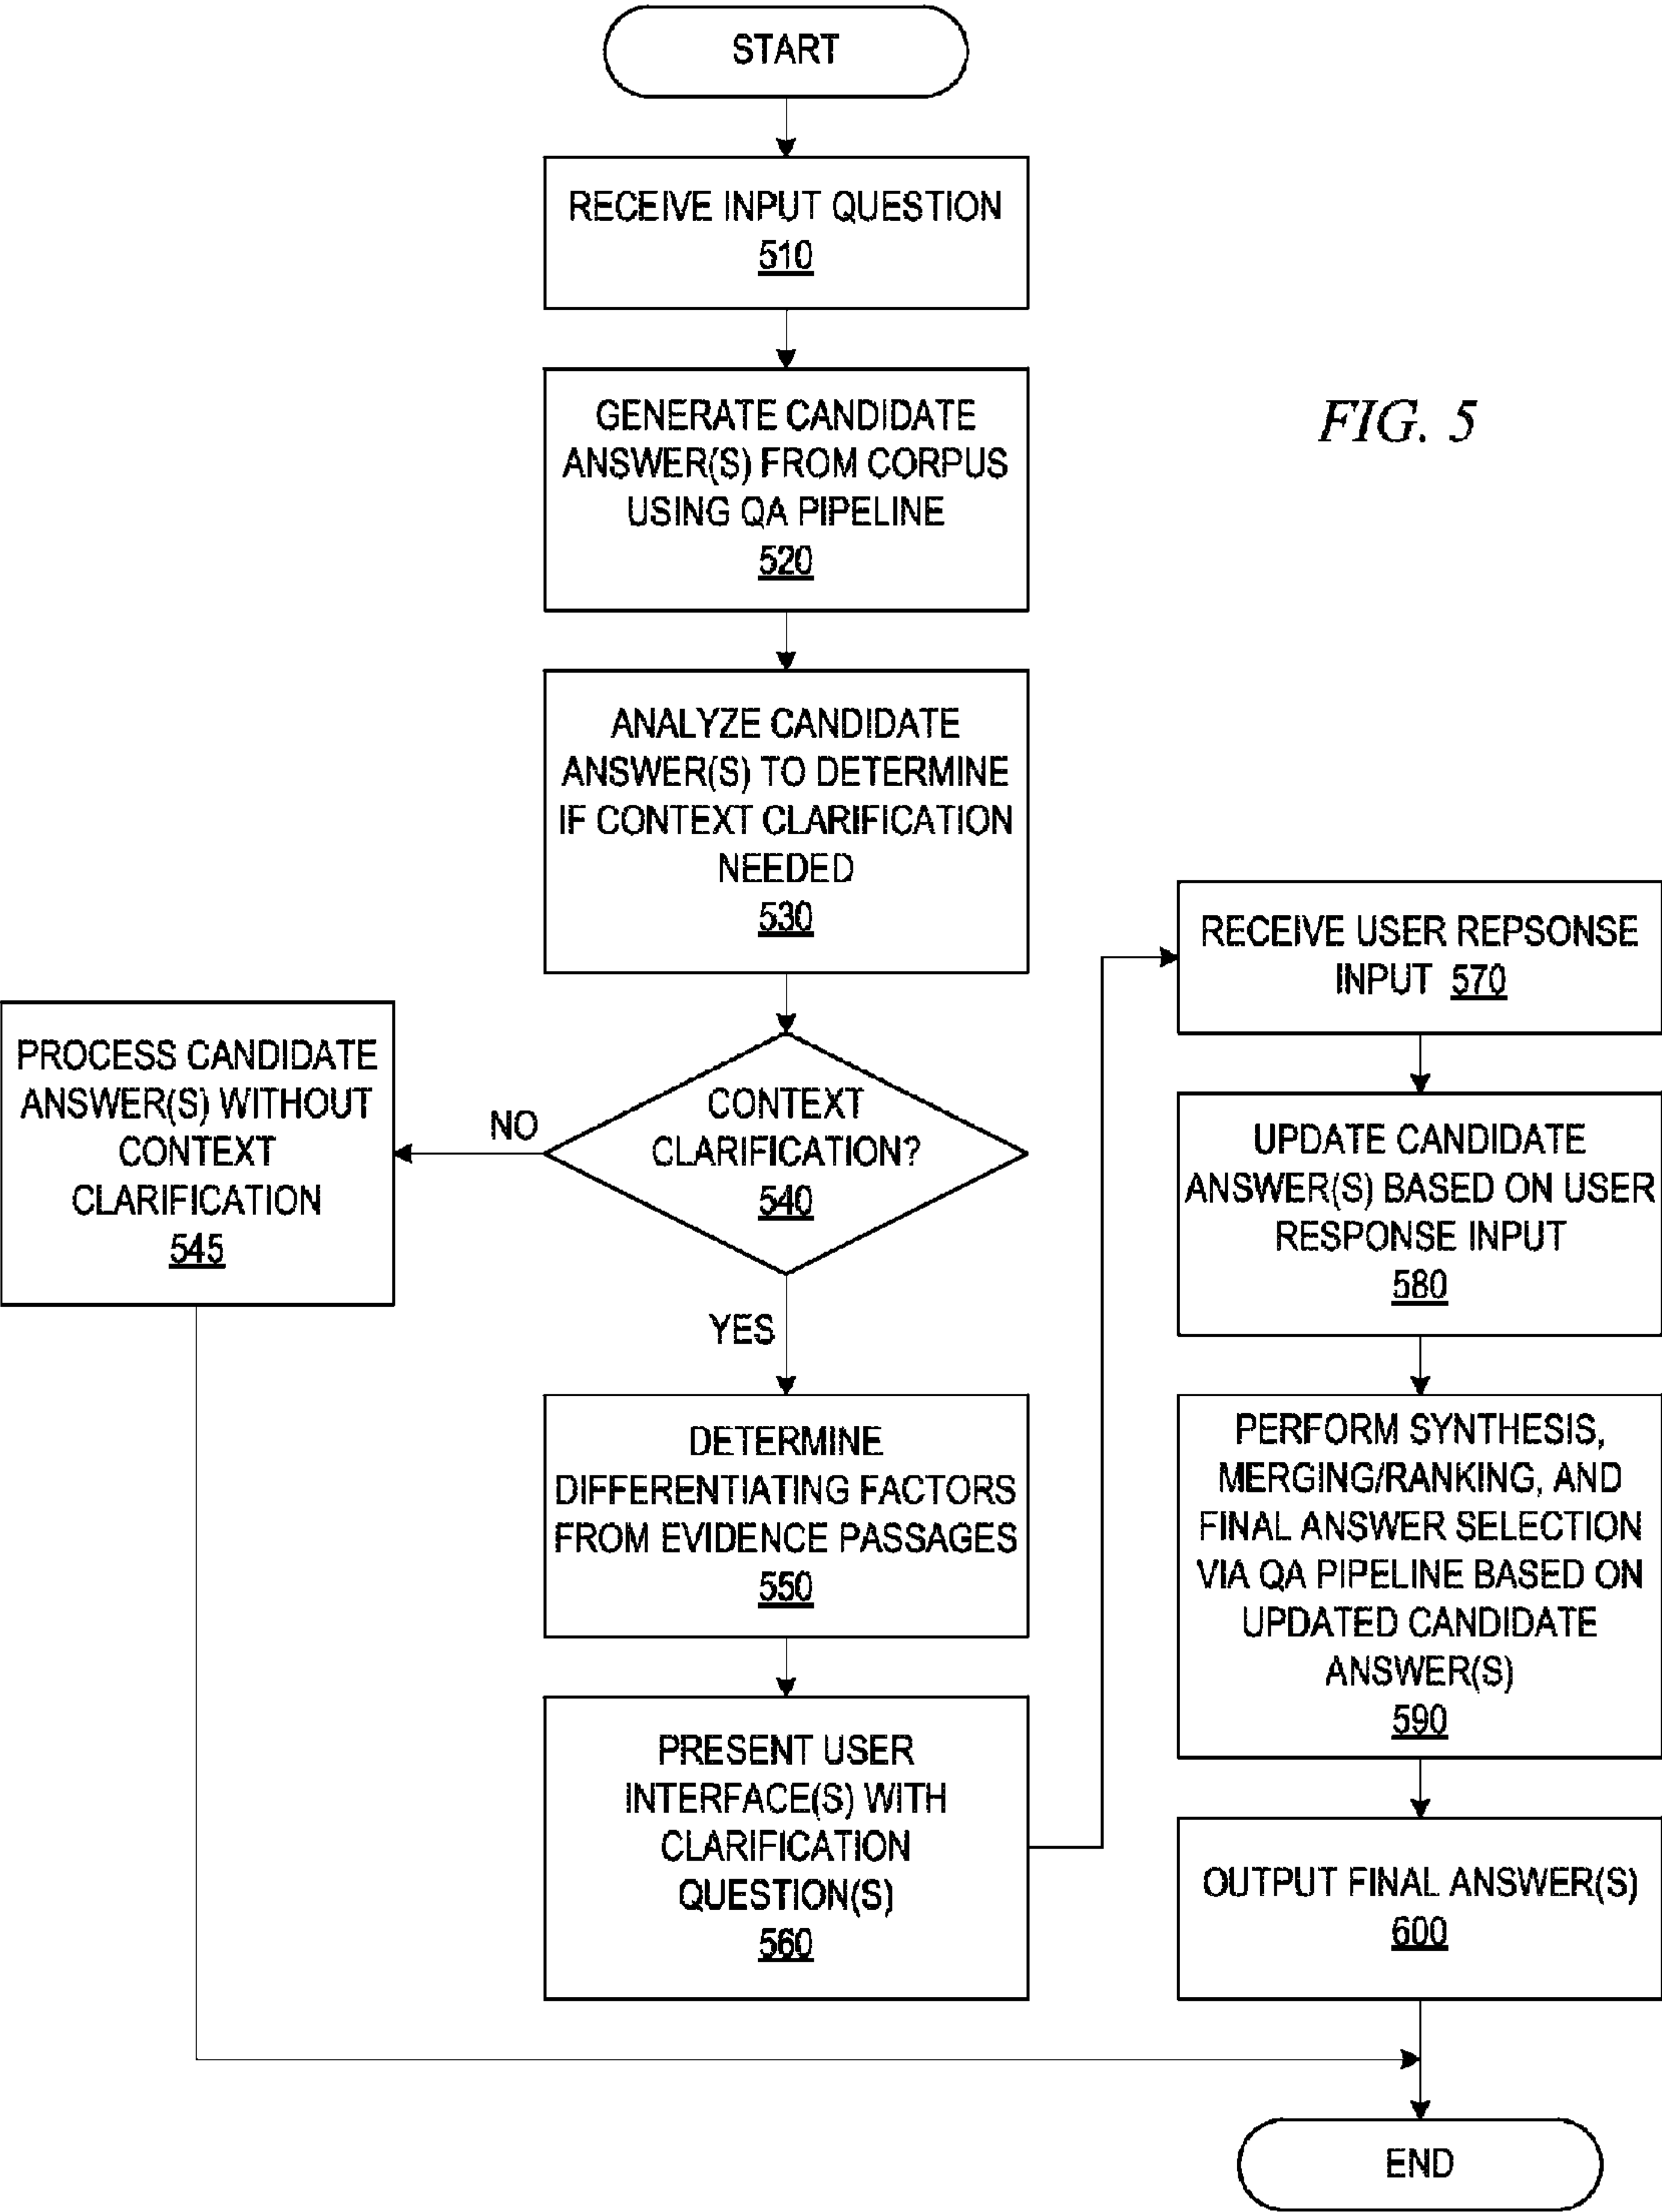 START
RECEIVE INPUT QUESTION
510
GENERATE CANDIDATE
ANSWER(S) FROM CORPUS
USING QA PIPELINE
520
FIG. 5
ANALYZE CANDIDATE
ANSWER(S) TO DETERMINE
IF CONTEXT CLARIFICATION
NEEDED
530
CONTEXT
CLARIFICATION?
540
NO
PROCESS CANDIDATE
ANSWER(S) WITHOUT
CONTEXT
CLARIFICATION
545
YES
DETERMINE
DIFFERENTIATING FACTORS
FROM EVIDENCE PASSAGES
550
PRESENT USER
INTERFACE(S) WITH
CLARIFICATION
QUESTION(S)
560
RECEIVE USER REPSONSE
INPUT 570
UPDATE CANDIDATE
ANSWER(S) BASED ON USER
RESPONSE INPUT
580
PERFORM SYNTHESIS,
MERGING/RANKING, AND
FINAL ANSWER SELECTION
VIA QA PIPELINE BASED ON
UPDATED CANDIDATE
ANSWER(S)
590
OUTPUT FINAL ANSWER(S)
600
END